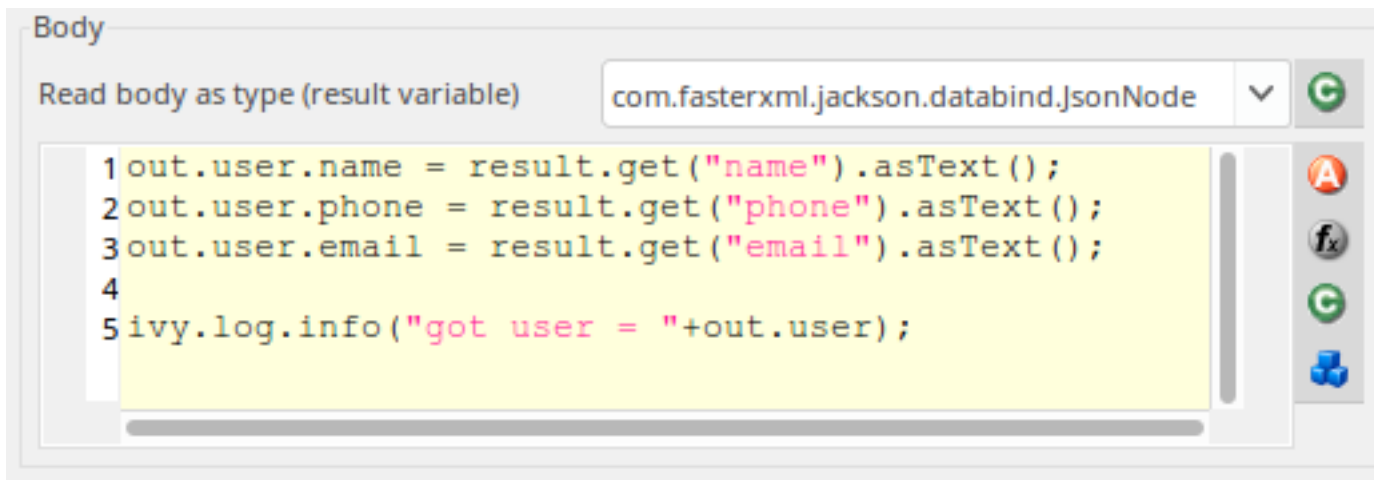 Body
Read body as type (result variable) com.fasterxml.jackson.databind.JsonNode
1 out.user.name = result.get("name").asText();
2 out.user.phone = result.get("phone").asText();
3 out.user.email = result.get("email").asText();
4
5 ivy.log.info("got user = "+out.user);
C
A
fx
C